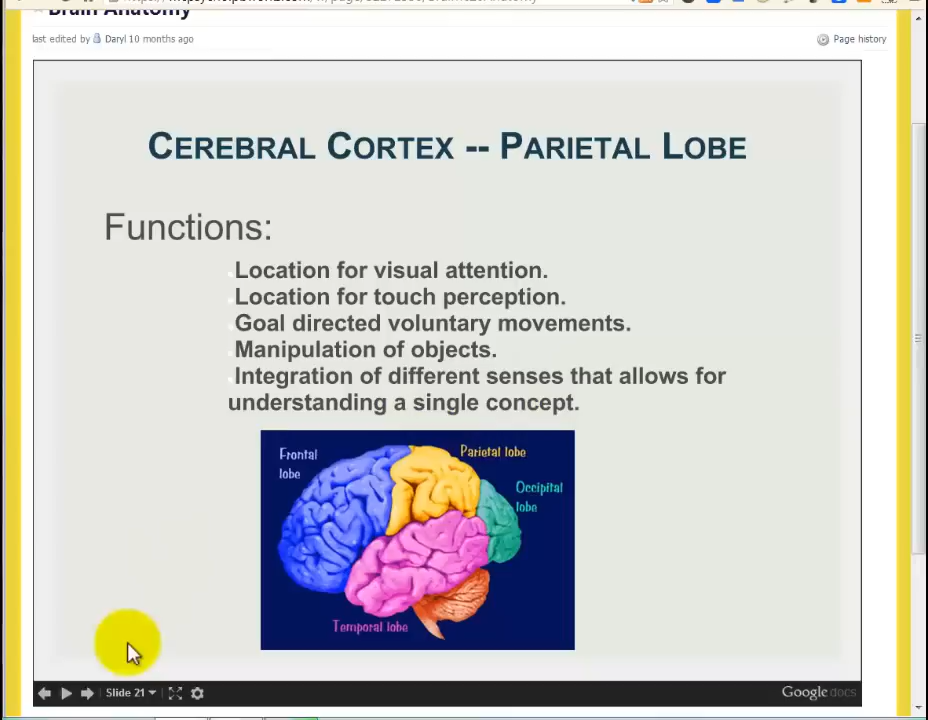 Brain Anatomy
last edited by Daryl 10 months ago
Page history
CEREBRAL CORTEX -- PARIETAL LOBE
Functions:
Location for visual attention.
Location for touch perception.
Goal directed voluntary movements.
Manipulation of objects.
Integration of different senses that allows for
understanding a single concept.
Frontal
lobe
Parietal lobe
Occipital
lobe
Temporal lobe
Slide 21
Google docs